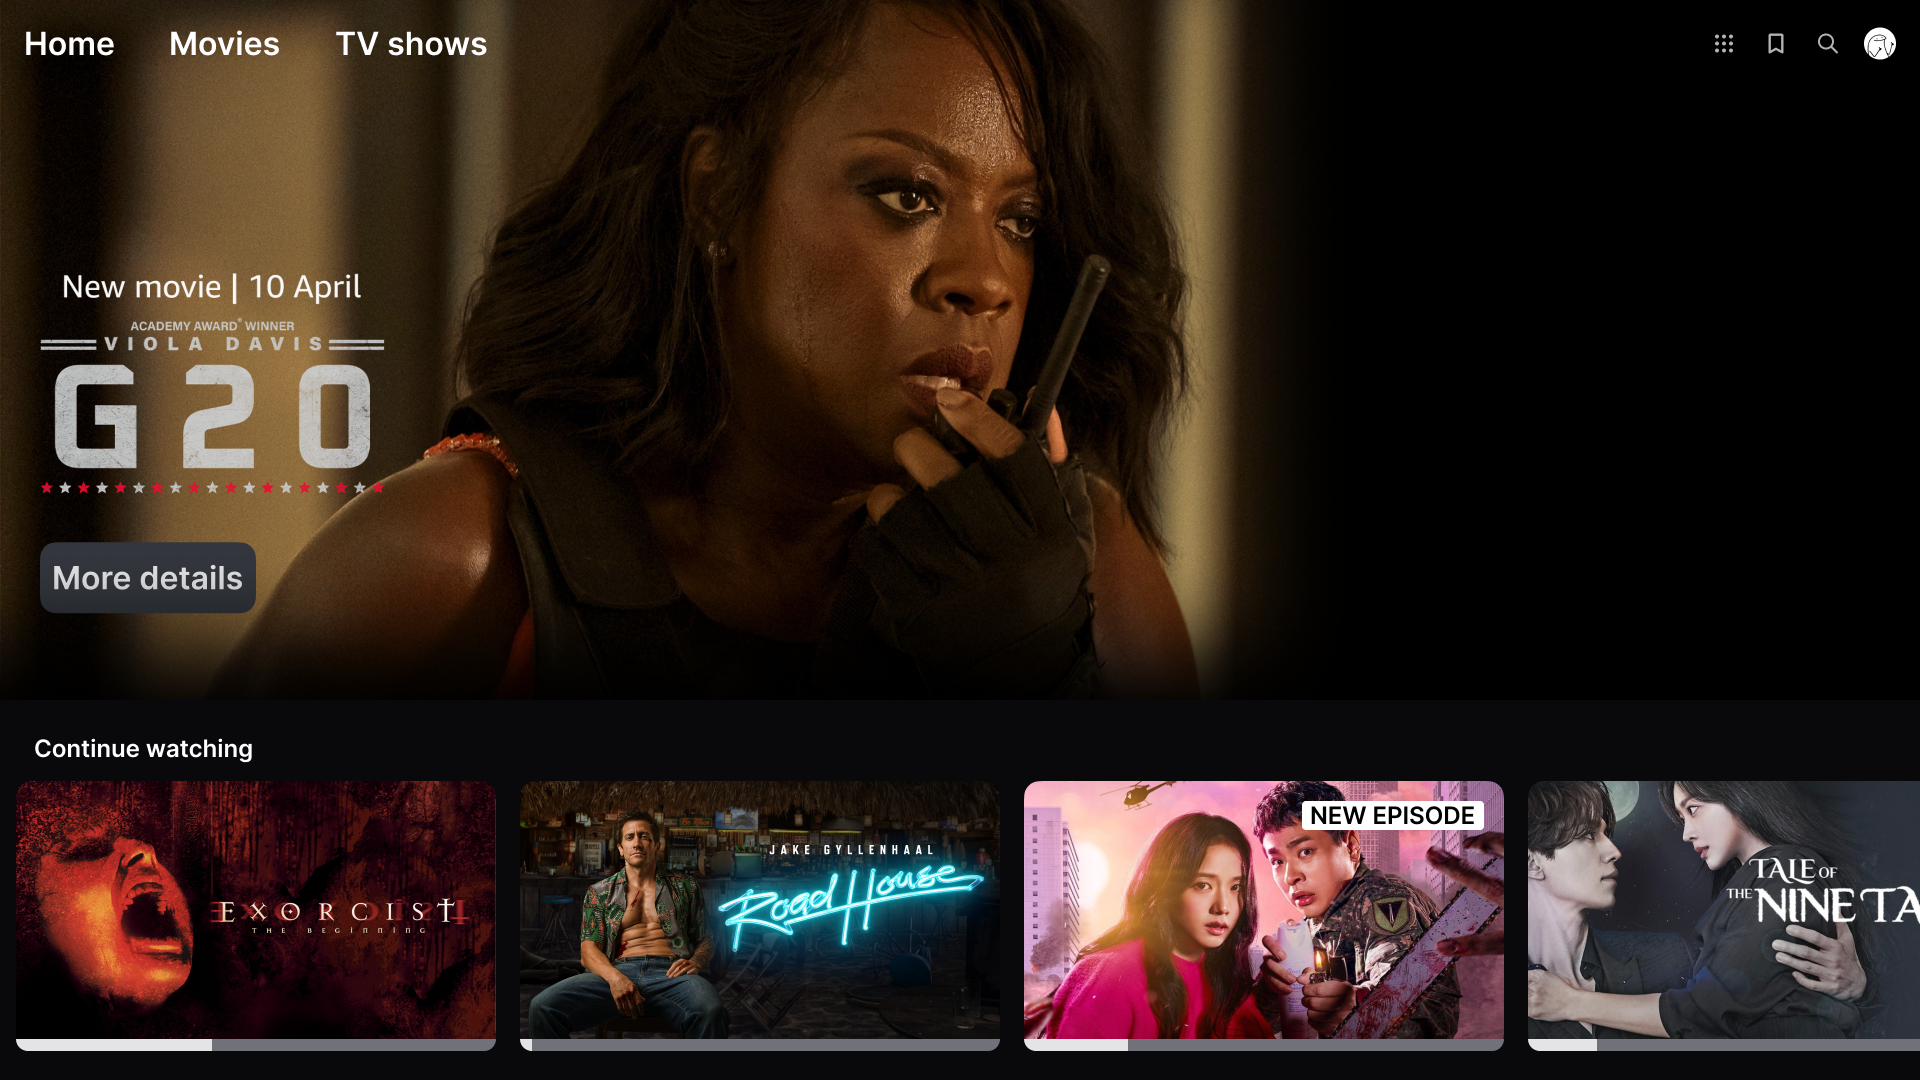 Home
Movies
TV shows
New movie | 10 April
ACADEMY AWARD® WINNER
VIOLA DAVIS
G20
More details
Continue watching
EXORCIST
THE BEGINNING
JAKE GYLLENHAAL
Road House
NEW EPISODE
TALE OF
THE NINE TA